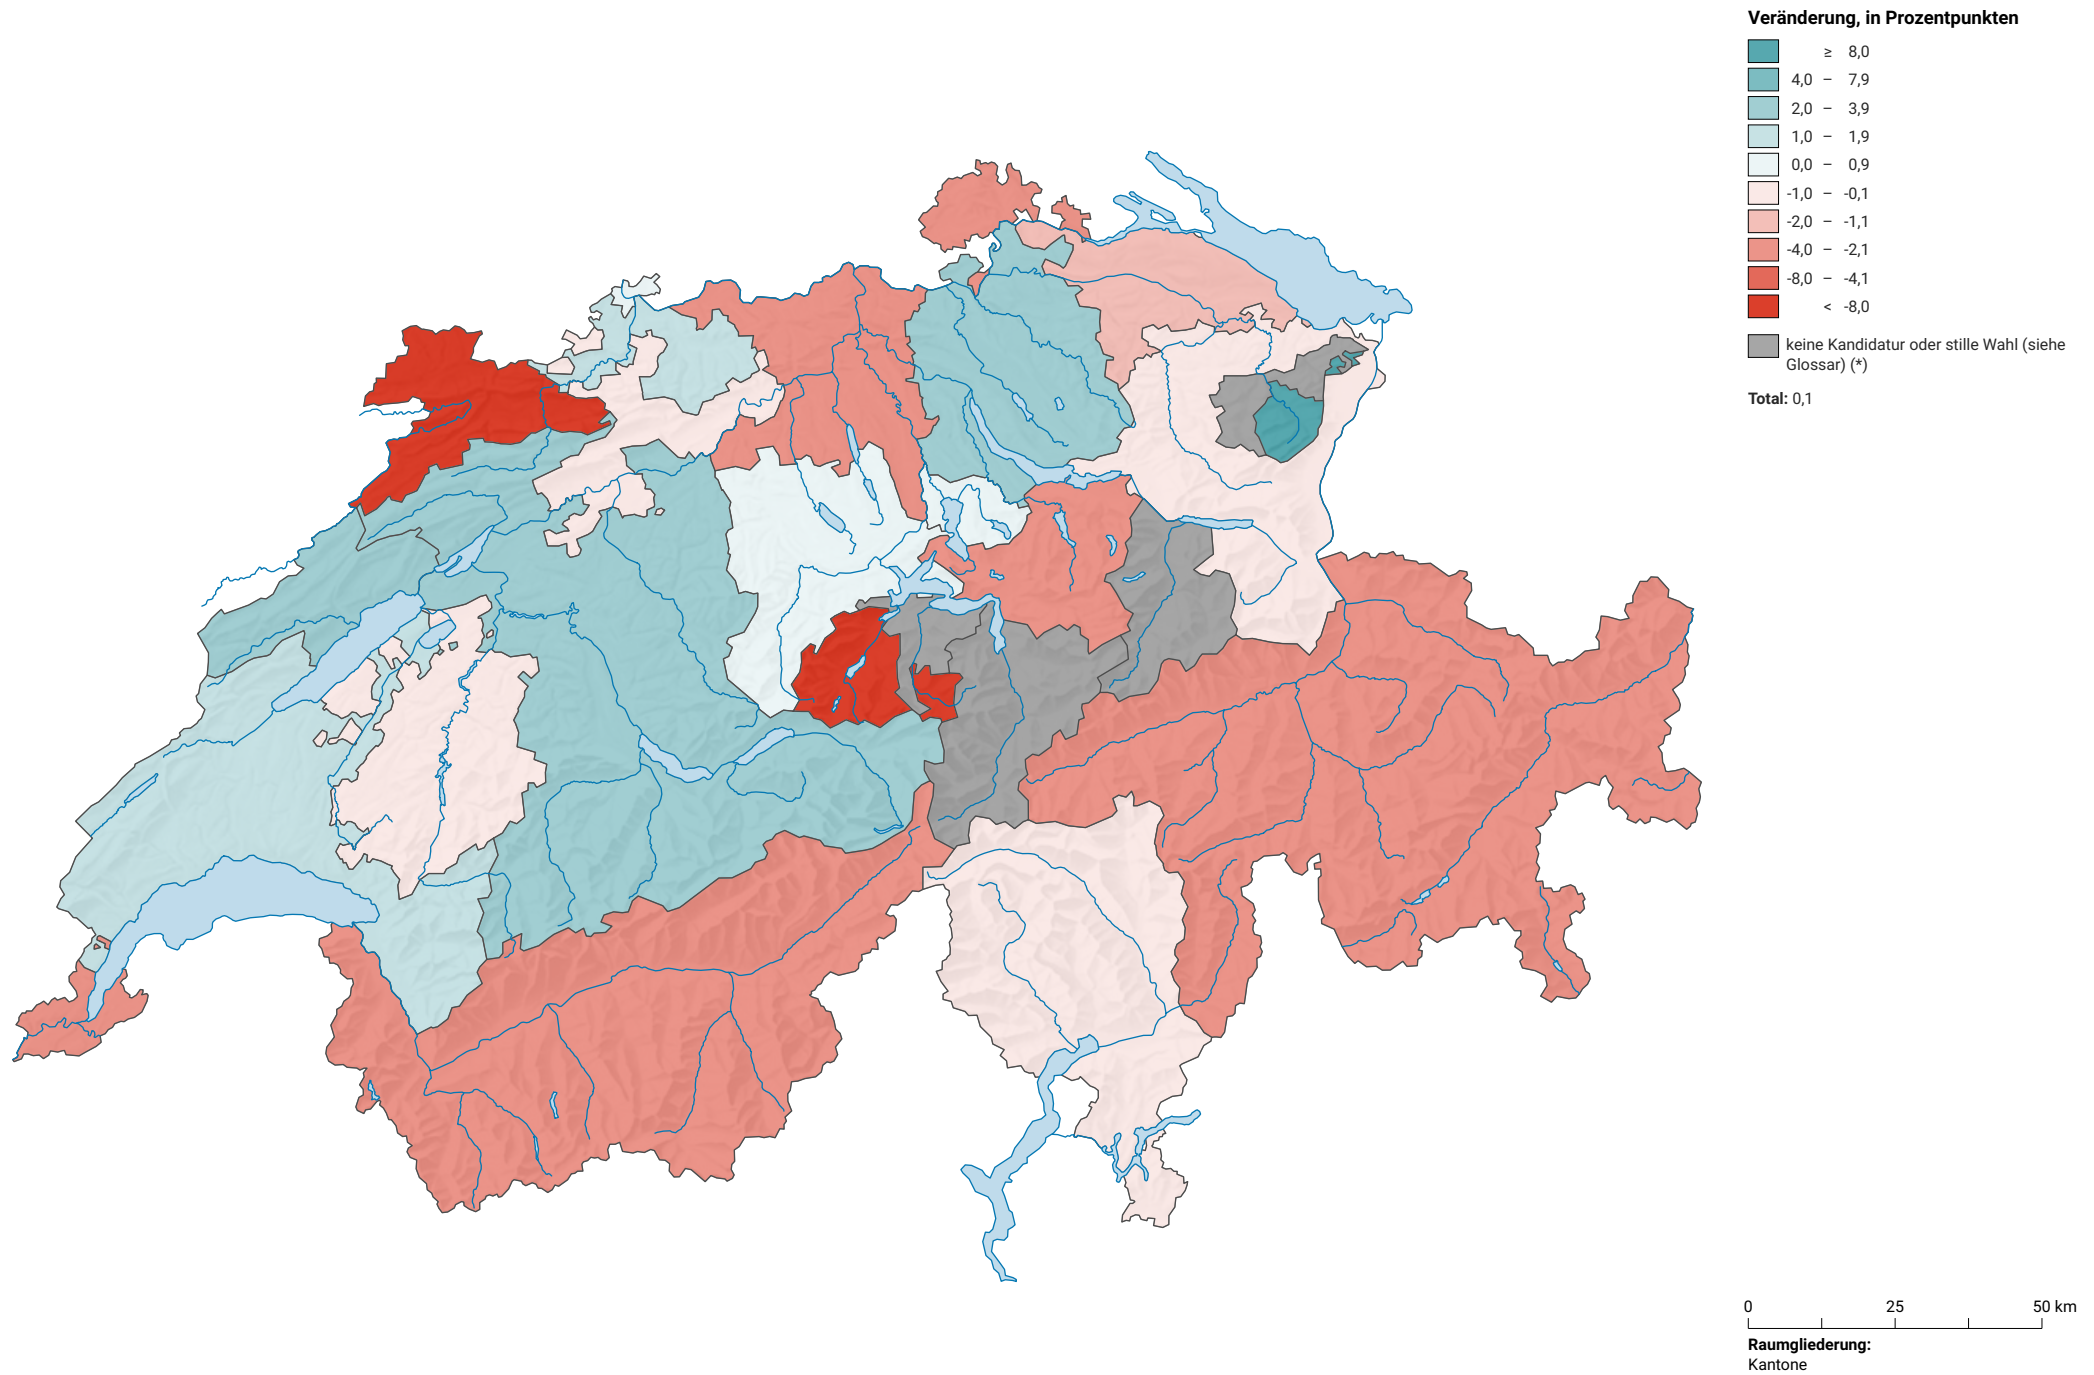 Veränderung, in Prozentpunkten
≥ 8,0
4,0 – 7,9
2,0 – 3,9
1,0 – 1,9
0,0 – 0,9
-1,0 – -0,1
-2,0 – -1,1
-4,0 – -2,1
-8,0 – -4,1
< -8,0
keine Kandidatur oder stille Wahl (siehe
Glossar) (*)
Total: 0,1
0 25 50 km
Raumgliederung:
Kantone